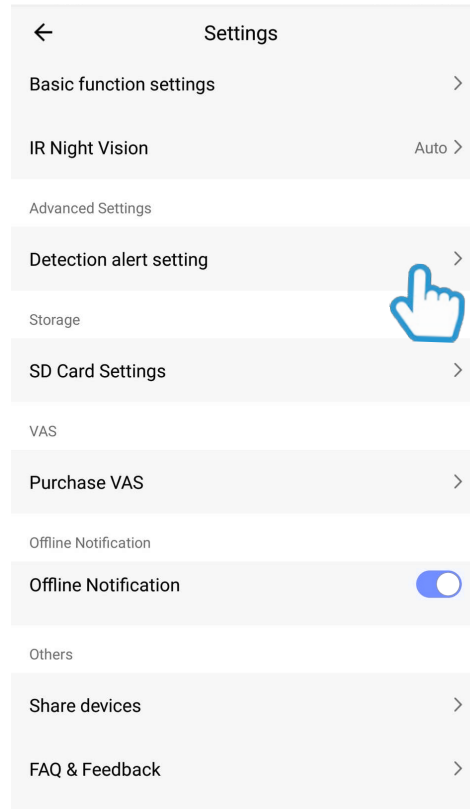 Settings
Basic function settings
IR Night Vision Auto
Advanced Settings
Detection alert setting
Storage
SD Card Settings
VAS
Purchase VAS
Offline Notification
Offline Notification
Others
Share devices
FAQ & Feedback